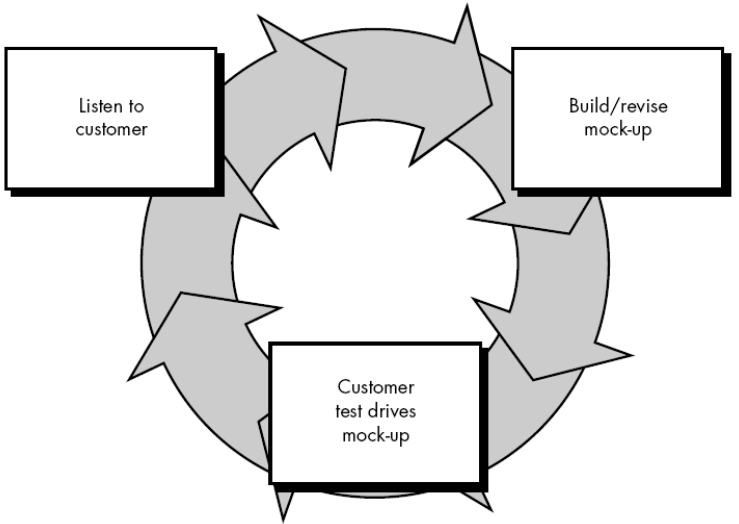 Listen to
customer
Build/revise
mock-up
Customer
test drives
mock-up